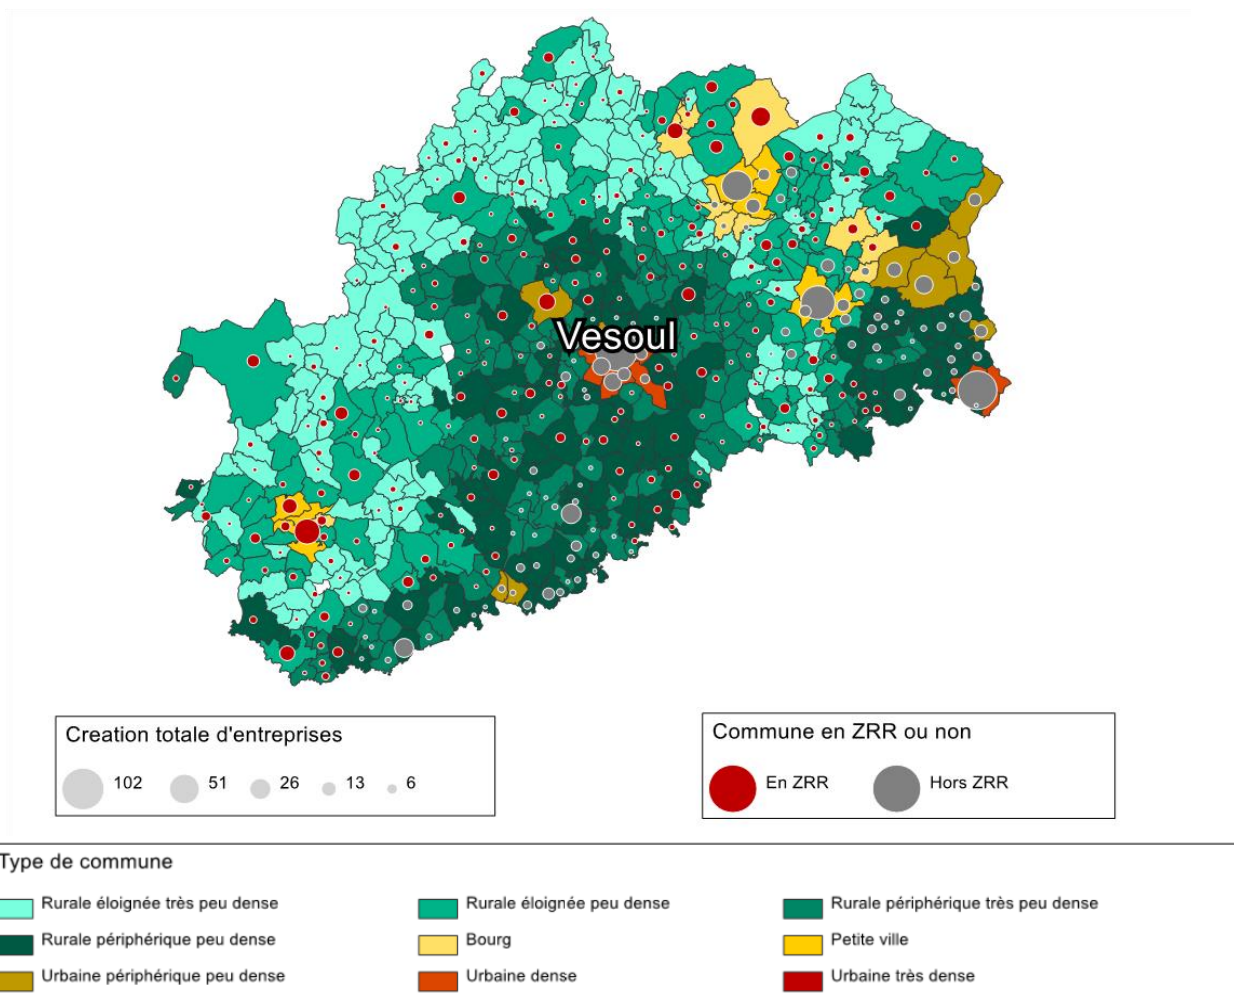 Vesoul
Creation totale d'entreprises
102 51 26 13 6
Commune en ZRR ou non
En ZRR Hors ZRR
Type de commune
Rurale éloignée très peu dense Rurale éloignée peu dense Rurale périphérique très peu dense
Rurale périphérique peu dense Bourg Petite ville
Urbaine périphérique peu dense Urbaine dense Urbaine très dense